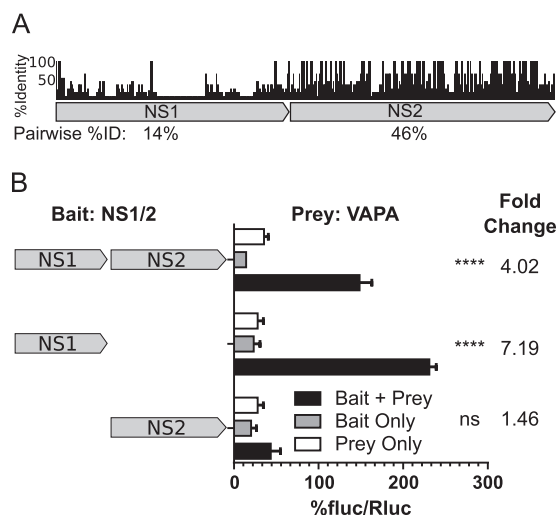 A
%Identity
100
50
NS1 NS2
Pairwise %ID: 14% 46%
B
Bait: NS1/2 Prey: VAPA Fold
Change
NS1 NS2 **** 4.02
NS1 **** 7.19
Bait + Prey
NS2 Bait Only ns 1.46
Prey Only
0 100 200 300
%fluc/Rluc